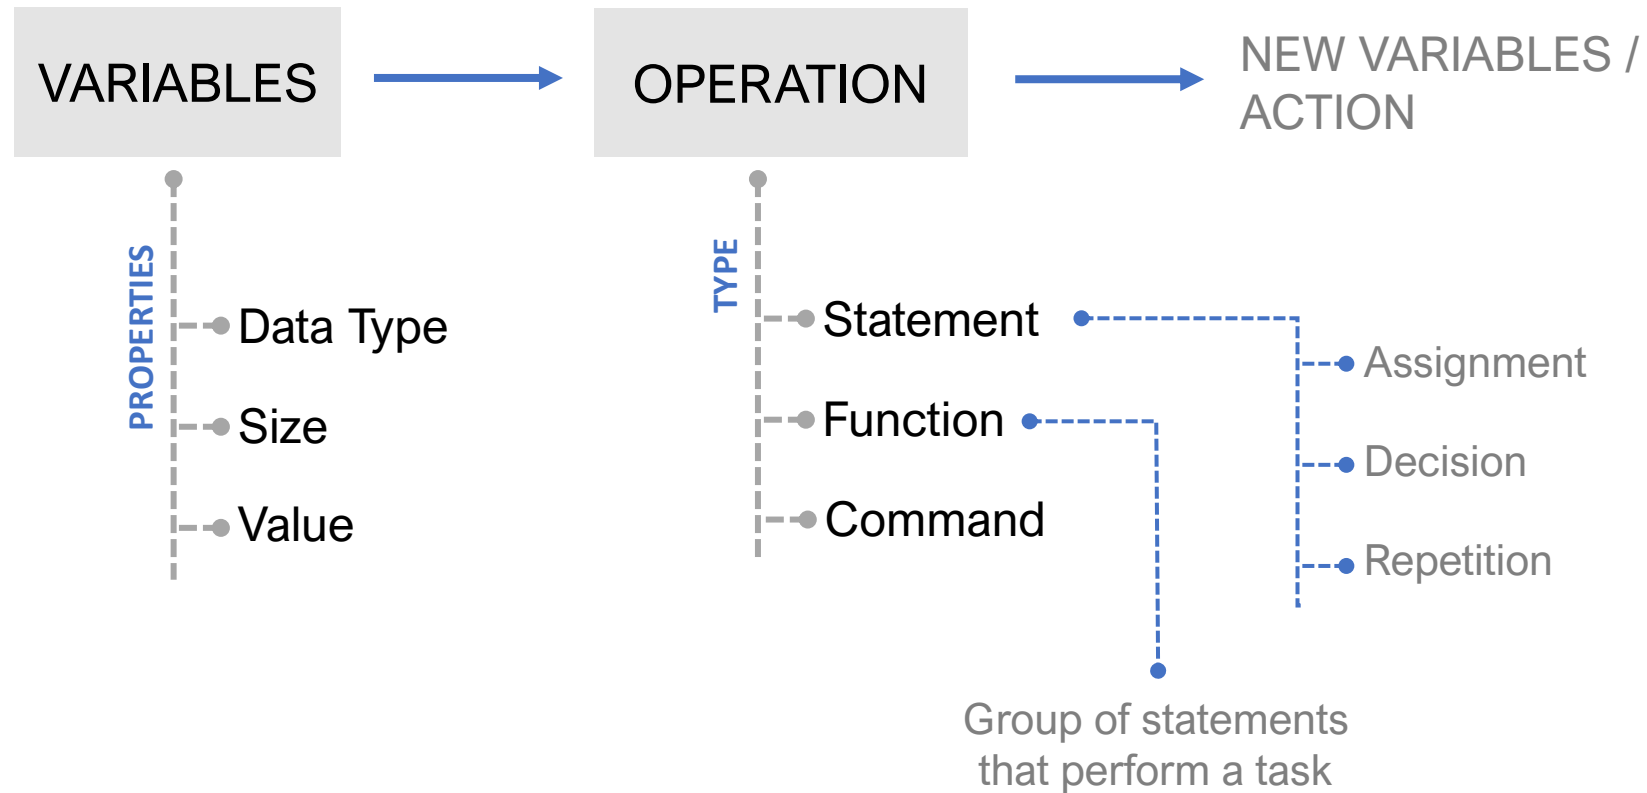 VARIABLES
OPERATION
NEW VARIABLES /
ACTION
PROPERTIES
Data Type
Size
Value
TYPE
Statement
Function
Command
Assignment
Decision
Repetition
Group of statements
that perform a task